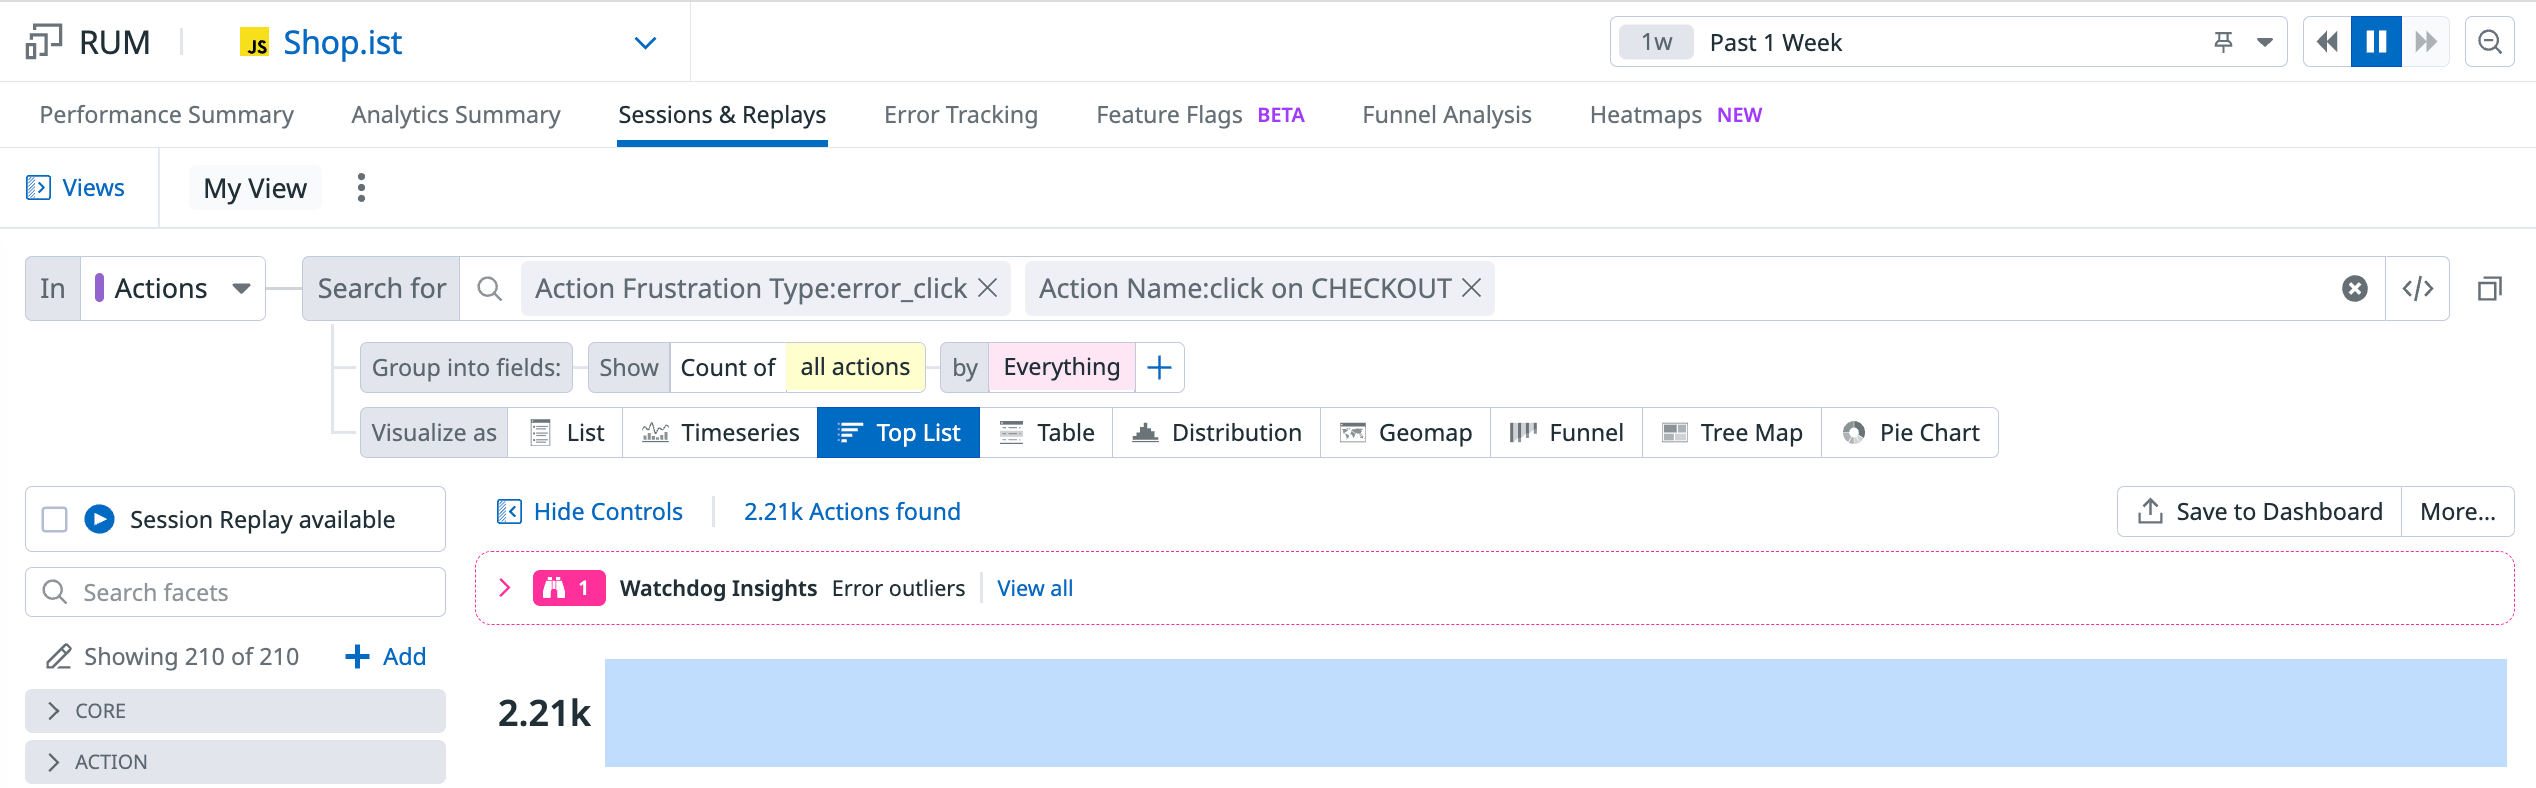 RUM JS Shop.ist 1w Past 1 Week
Performance Summary Analytics Summary Sessions & Replays Error Tracking Feature Flags BETA Funnel Analysis Heatmaps NEW
Views My View
In Actions Search for Action Frustration Type:error_click Action Name:click on CHECKOUT </>
Group into fields: Show Count of all actions by Everything
Visualize as List Timeseries Top List Table Distribution Geomap Funnel Tree Map Pie Chart
Session Replay available
Hide Controls 2.21k Actions found Save to Dashboard More...
Search facets
1 Watchdog Insights Error outliers View all
Showing 210 of 210 Add
CORE
ACTION
2.21k